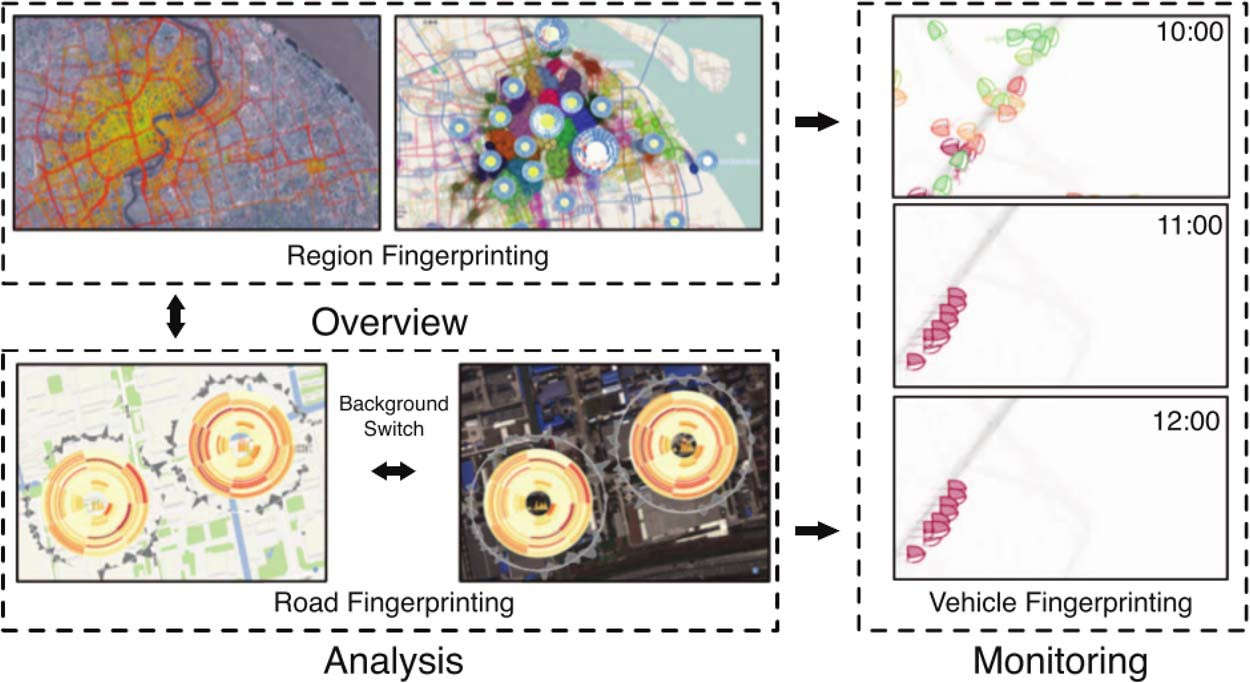 Region Fingerprinting
Overview
Background
Switch
Road Fingerprinting
Analysis
10:00
11:00
12:00
Vehicle Fingerprinting
Monitoring